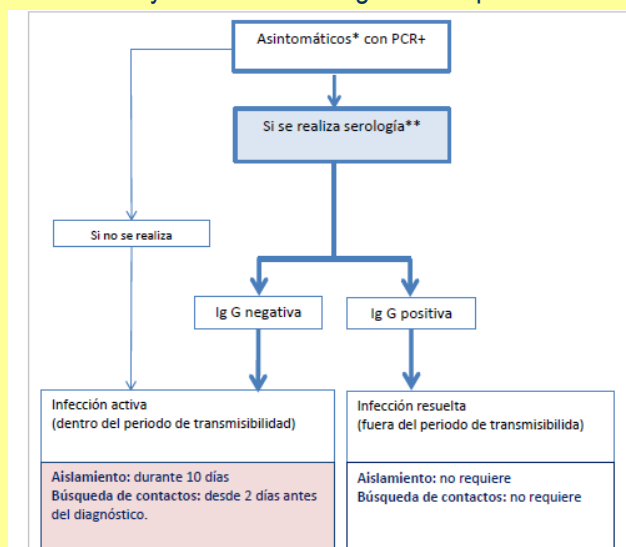 Asintomáticos* con PCR+
Si se realiza serología**
Si no se realiza
Ig G negativa
Ig G positiva
Infección activa
(dentro del periodo de transmisibilidad)
Aislamiento: durante 10 días
Búsqueda de contactos: desde 2 días antes
del diagnóstico.
Infección resuelta
(fuera del periodo de transmisibilida)
Aislamiento: no requiere
Búsqueda de contactos: no requiere